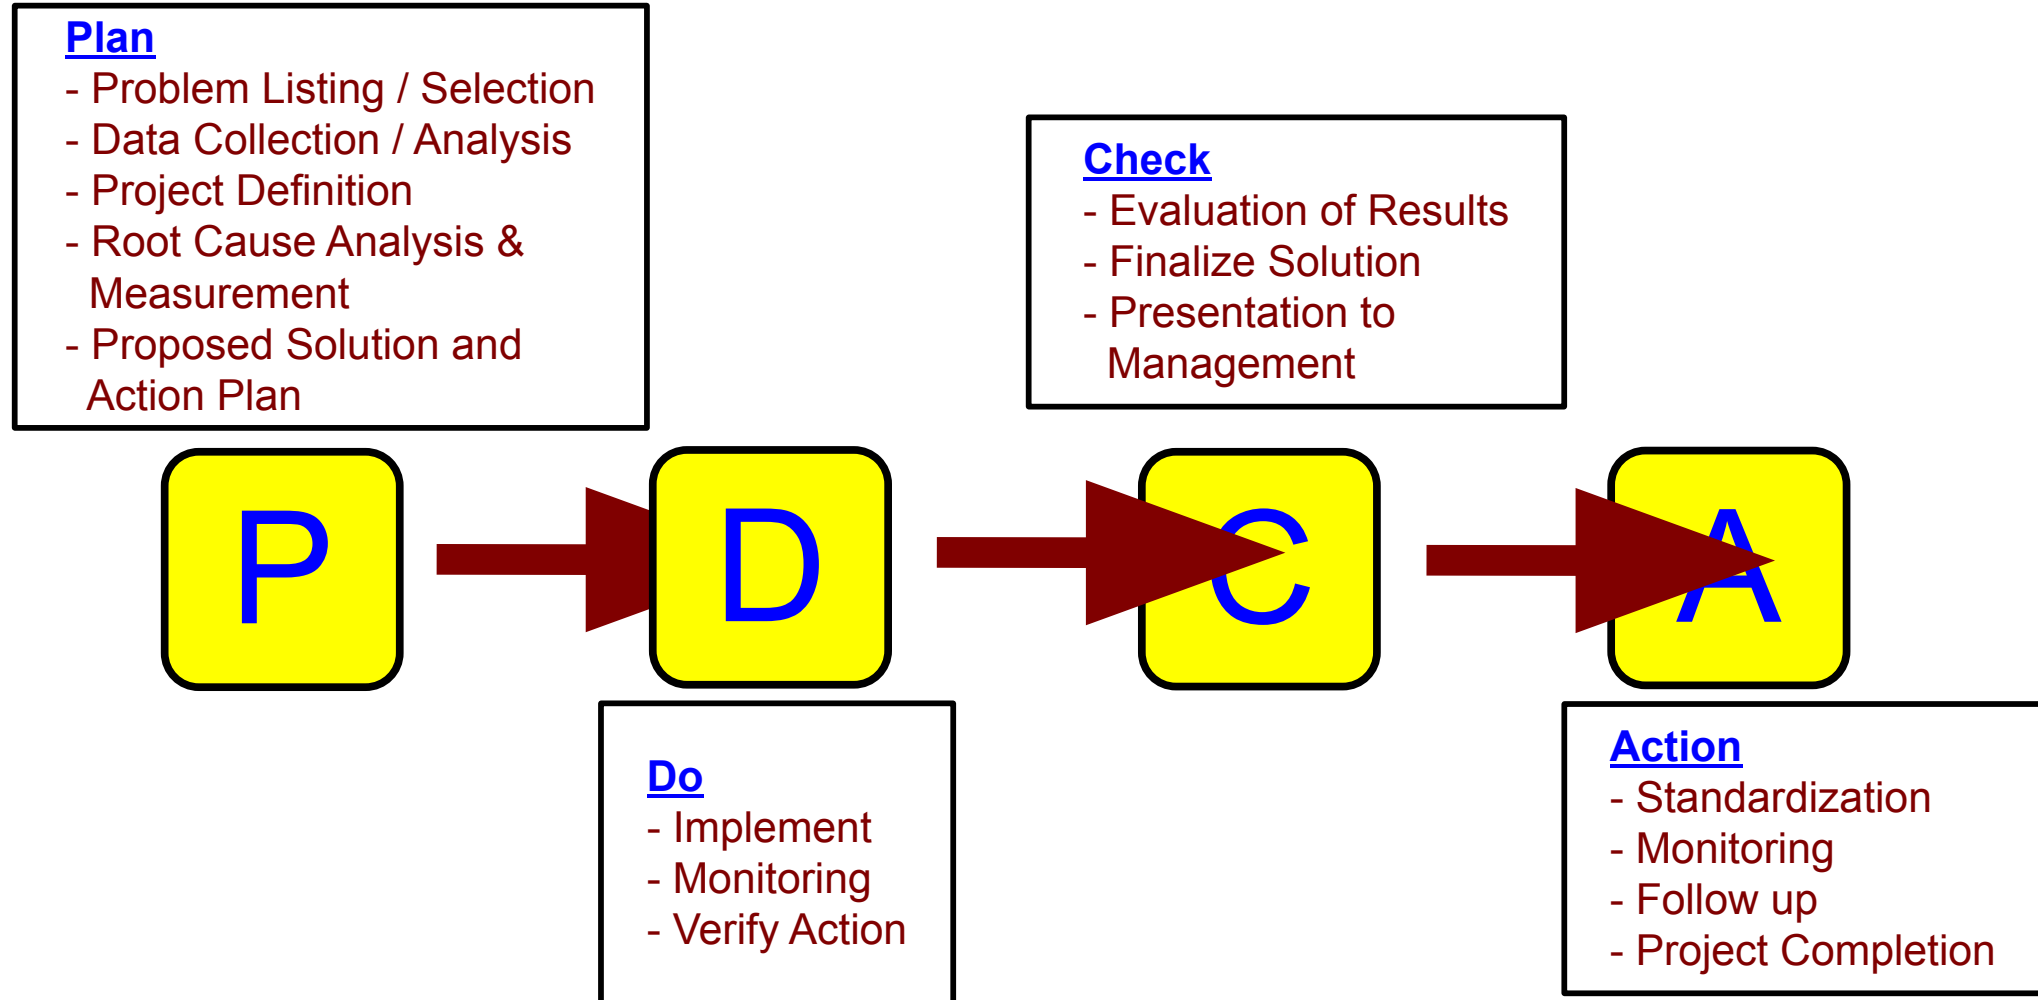 Plan
- Problem Listing / Selection
- Data Collection / Analysis
- Project Definition
- Root Cause Analysis &
Measurement
- Proposed Solution and
Action Plan
Check
- Evaluation of Results
- Finalize Solution
- Presentation to
Management
P
D
C
A
Do
- Implement
- Monitoring
- Verify Action
Action
- Standardization
- Monitoring
- Follow up
- Project Completion